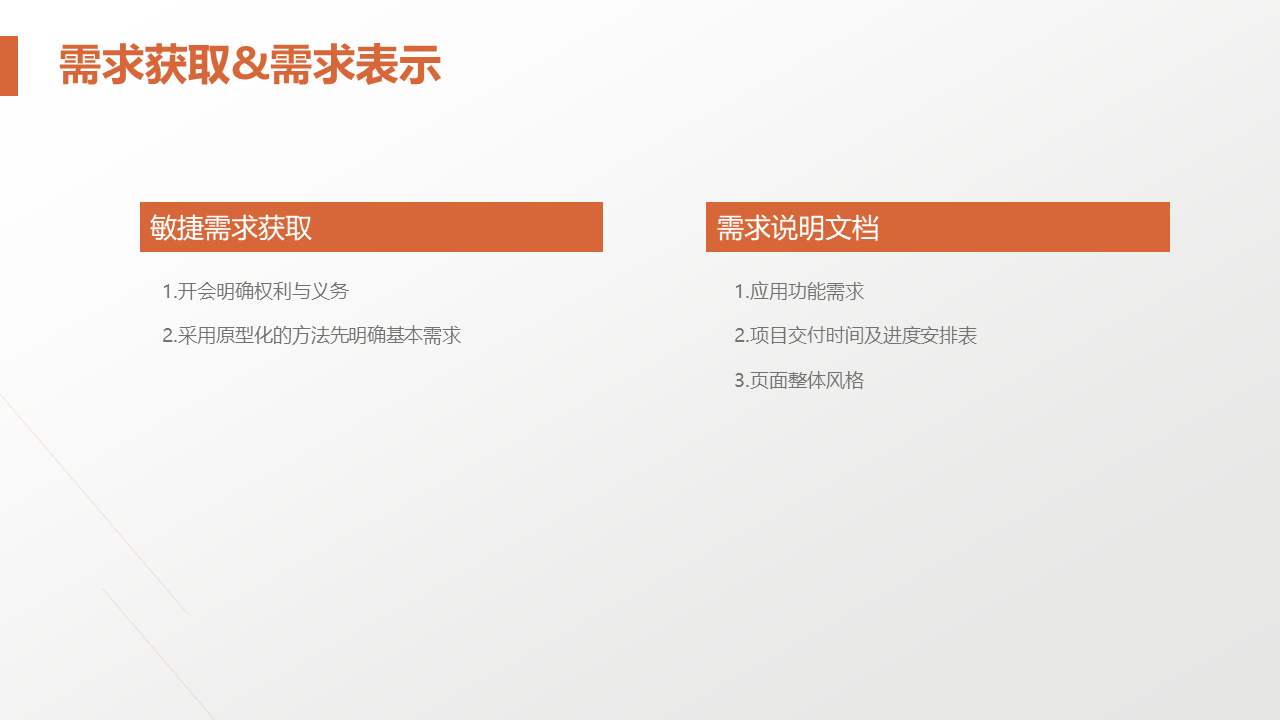 需求获取&需求表示
敏捷需求获取
1.开会明确权利与义务
2.采用原型化的方法先明确基本需求
需求说明文档
1.应用功能需求
2.项目交付时间及进度安排表
3.页面整体风格